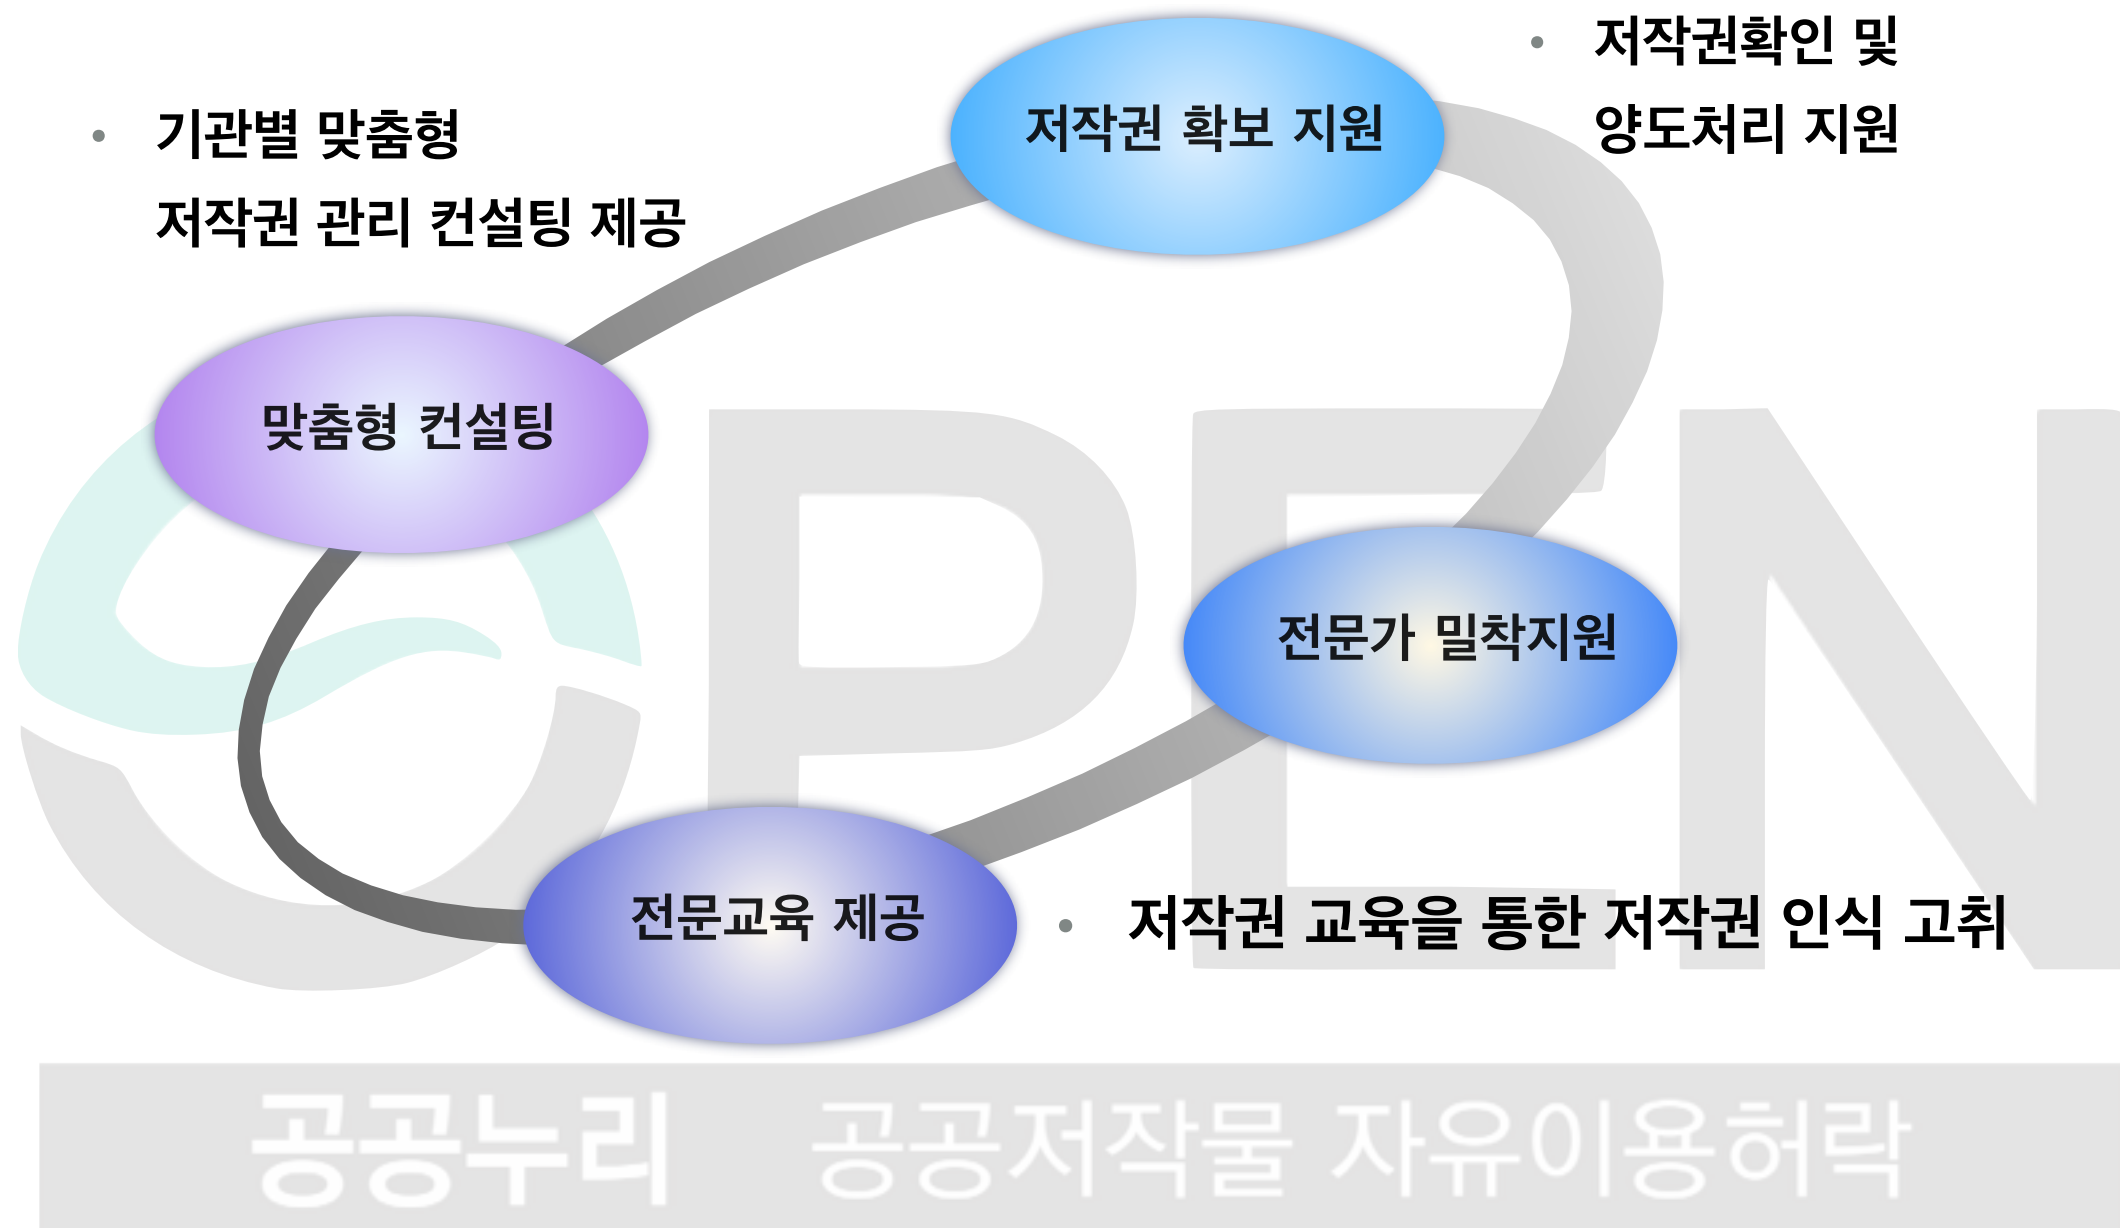 • 저작권확인 및
양도처리 지원
저작권 확보 지원
• 기관별 맞춤형
저작권 관리 컨설팅 제공
맞춤형 컨설팅
전문가 밀착지원
전문교육 제공
• 저작권 교육을 통한 저작권 인식 고취
OPEN
공공누리 공공저작물 자유이용허락